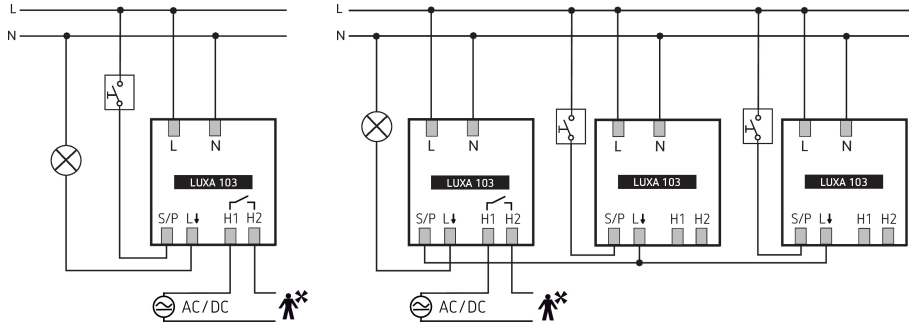 L
N
L N
LUXA 103
S/P L↓ H1 H2
AC/DC
L
N
L N
LUXA 103
S/P L↓ H1 H2
AC/DC
L N
LUXA 103
S/P L↓ H1 H2
L N
LUXA 103
S/P L↓ H1 H2